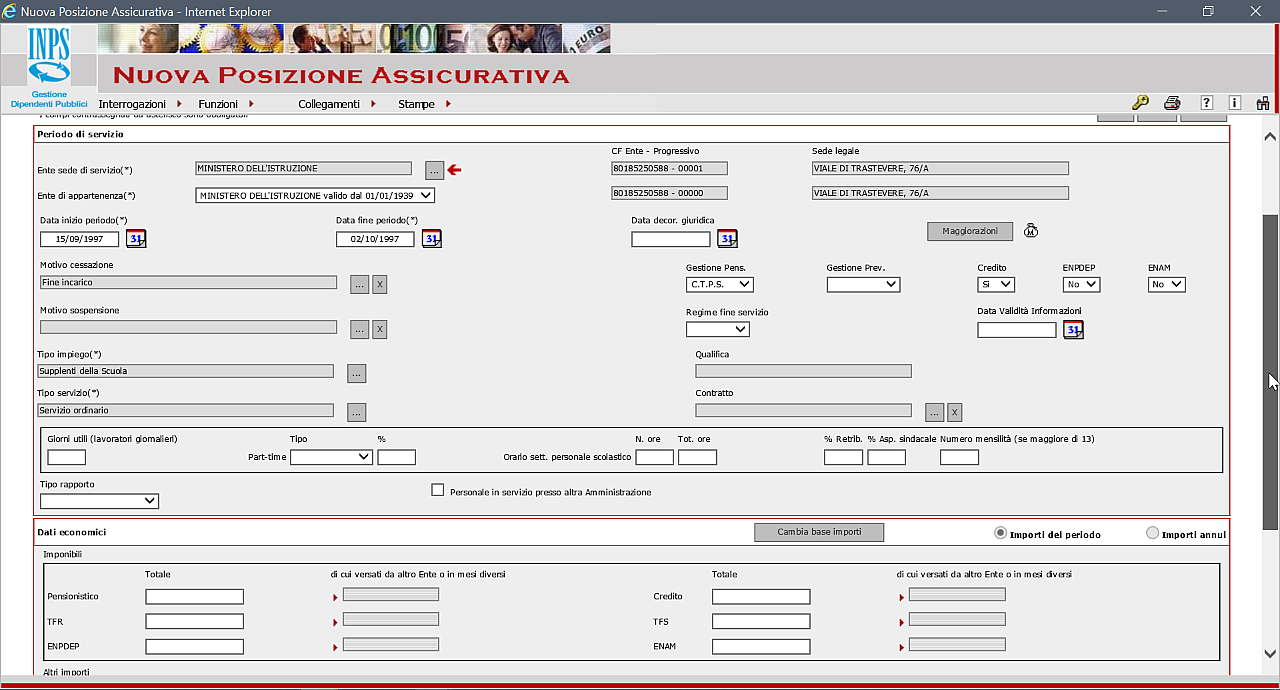 Nuova Posizione Assicurativa - Internet Explorer
INPS
Gestione
Dipendenti Pubblici
NUOVA POSIZIONE ASSICURATIVA
Interrogazioni Funzioni Collegamenti Stampe
Periodo di servizio
CF Ente - Progressivo Sede legale
Ente sede di servizio(*) MINISTERO DELL'ISTRUZIONE ... 80185250588 - 00001 VIALE DI TRASTEVERE, 76/A
Ente di appartenenza(*) MINISTERO DELL'ISTRUZIONE valido dal 01/01/1939 80185250588 - 00000 VIALE DI TRASTEVERE, 76/A
Data inizio periodo(*) Data fine periodo(*) Data decor. giuridica
15/09/1997 31 02/10/1997 31 31 Maggiorazioni M
Motivo cessazione Gestione Pens. Gestione Prev. Credito ENPDEP ENAM
Fine incarico ... X C.T.P.S. Si No No
Motivo sospensione Regime fine servizio Data Validità Informazioni
... X 31
Tipo impiego(*) Qualifica
Supplenti della Scuola ...
Tipo servizio(*) Contratto
Servizio ordinario ... ... X
Giorni utili (lavoratori giornalieri) Tipo % N. ore Tot. ore % Retrib. % Asp. sindacale Numero mensilità (se maggiore di 13)
Part-time Orario sett. personale scolastico
Tipo rapporto
Personale in servizio presso altra Amministrazione
Dati economici Cambia base importi Importi del periodo Importi annui
Imponibili
Totale di cui versati da altro Ente o in mesi diversi Totale di cui versati da altro Ente o in mesi diversi
Pensionistico Credito
TFR TFS
ENPDEP ENAM
Altri importi